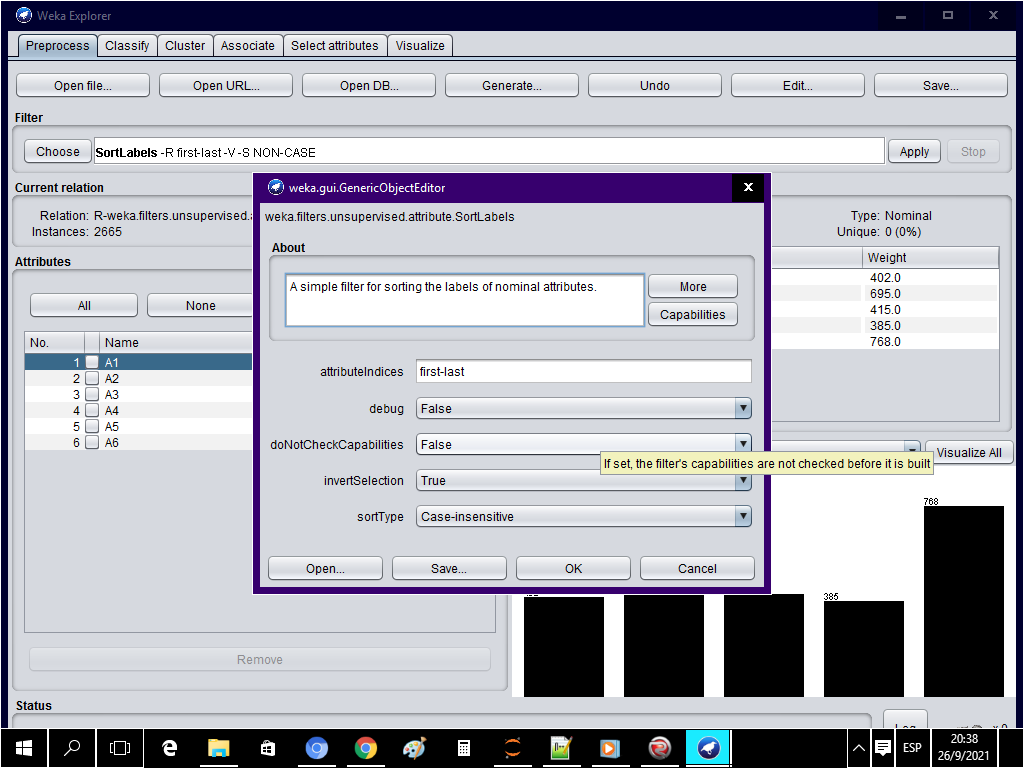 Weka Explorer
Preprocess Classify Cluster Associate Select attributes Visualize
Open file... Open URL... Open DB... Generate... Undo Edit... Save...
Filter
Choose SortLabels -R first-last -V -S NON-CASE Apply Stop
Current relation
Relation: R-weka.filters.unsupervised.
Instances: 2665
Type: Nominal
Unique: 0 (0%)
Attributes
All None
No. Name
1 A1
2 A2
3 A3
4 A4
5 A5
6 A6
Remove
Weight
402.0
695.0
415.0
385.0
768.0
Visualize All
weka.gui.GenericObjectEditor
weka.filters.unsupervised.attribute.SortLabels
About
A simple filter for sorting the labels of nominal attributes.
More
Capabilities
attributeIndices first-last
debug False
doNotCheckCapabilities False
If set, the filter's capabilities are not checked before it is built
invertSelection True
sortType Case-insensitive
Open... Save... OK Cancel
385
768
Status
Log
x 0
ESP
20:38
26/9/2021